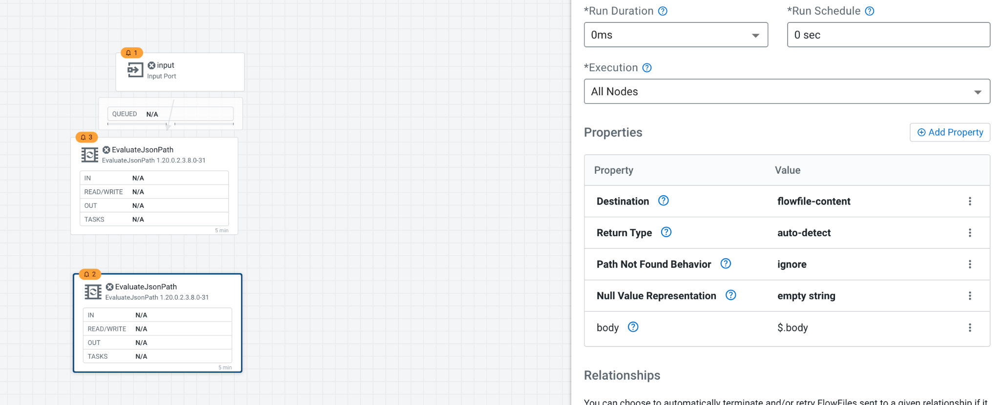 1
input
Input Port
QUEUED N/A
3
EvaluateJsonPath
EvaluateJsonPath 1.20.0.2.3.8.0-31
IN N/A
READ/WRITE N/A
OUT N/A
TASKS N/A
5 min
2
EvaluateJsonPath
EvaluateJsonPath 1.20.0.2.3.8.0-31
IN N/A
READ/WRITE N/A
OUT N/A
TASKS N/A
5 min
*Run Duration ? *Run Schedule ?
0ms 0 sec
*Execution ?
All Nodes
Properties Add Property
Property Value
Destination ? flowfile-content
Return Type ? auto-detect
Path Not Found Behavior ? ignore
Null Value Representation ? empty string
body ? $.body
Relationships
You can choose to automatically terminate and/or retry FlowFiles sent to a given relationship if it